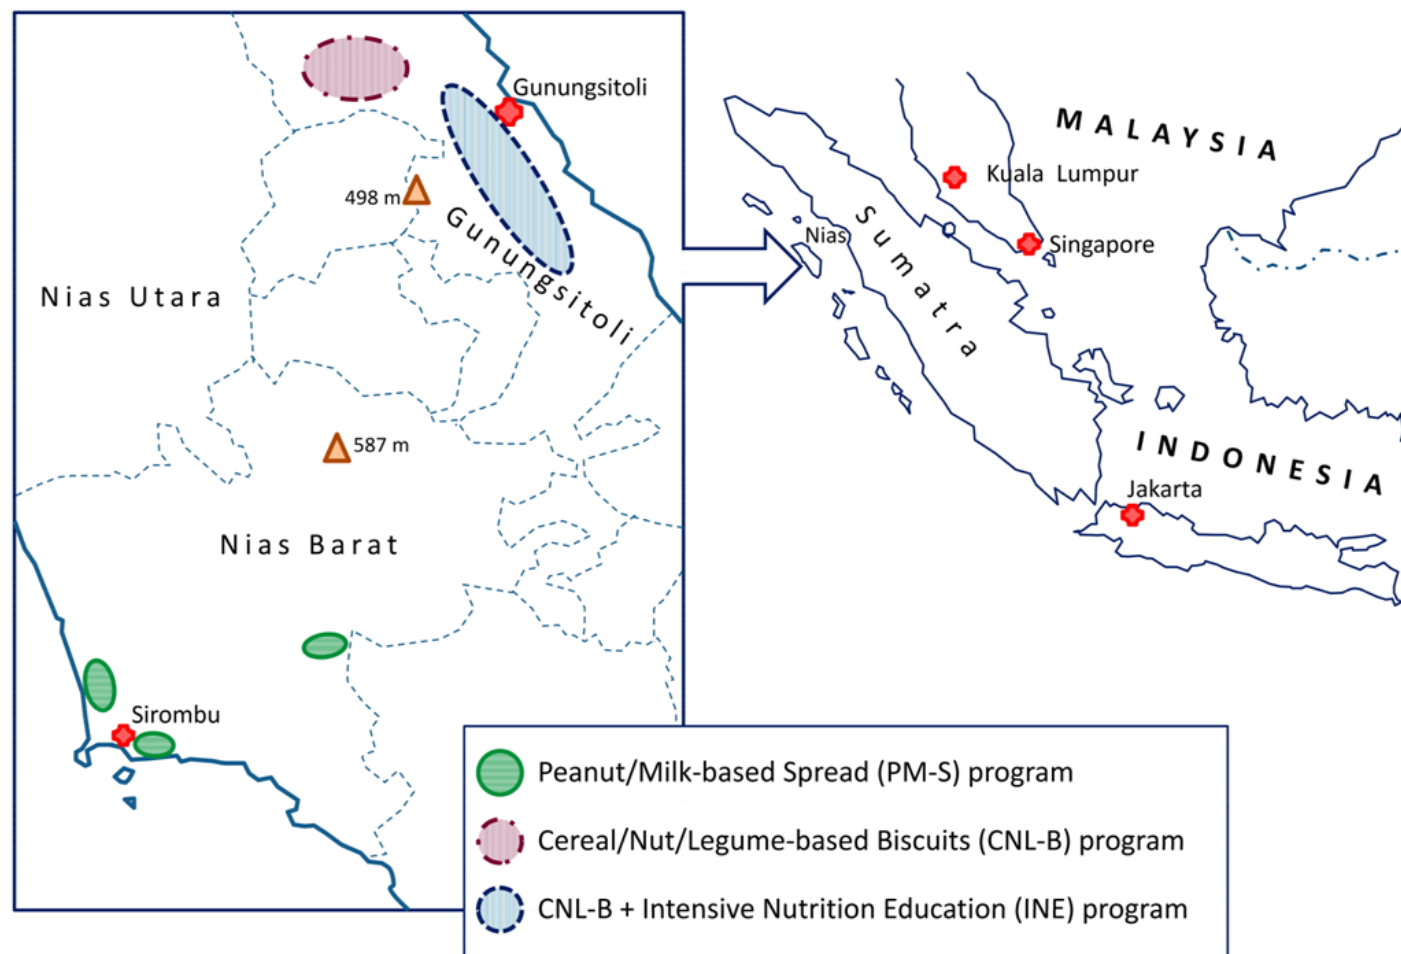 Gunungsitoli
498 m
Gunungsitoli
Nias Utara
587 m
Nias Barat
Sirombu
MALAYSIA
Kuala Lumpur
Singapore
Nias
Sumatra
INDONESIA
Jakarta
Peanut/Milk-based Spread (PM-S) program
Cereal/Nut/Legume-based Biscuits (CNL-B) program
CNL-B + Intensive Nutrition Education (INE) program